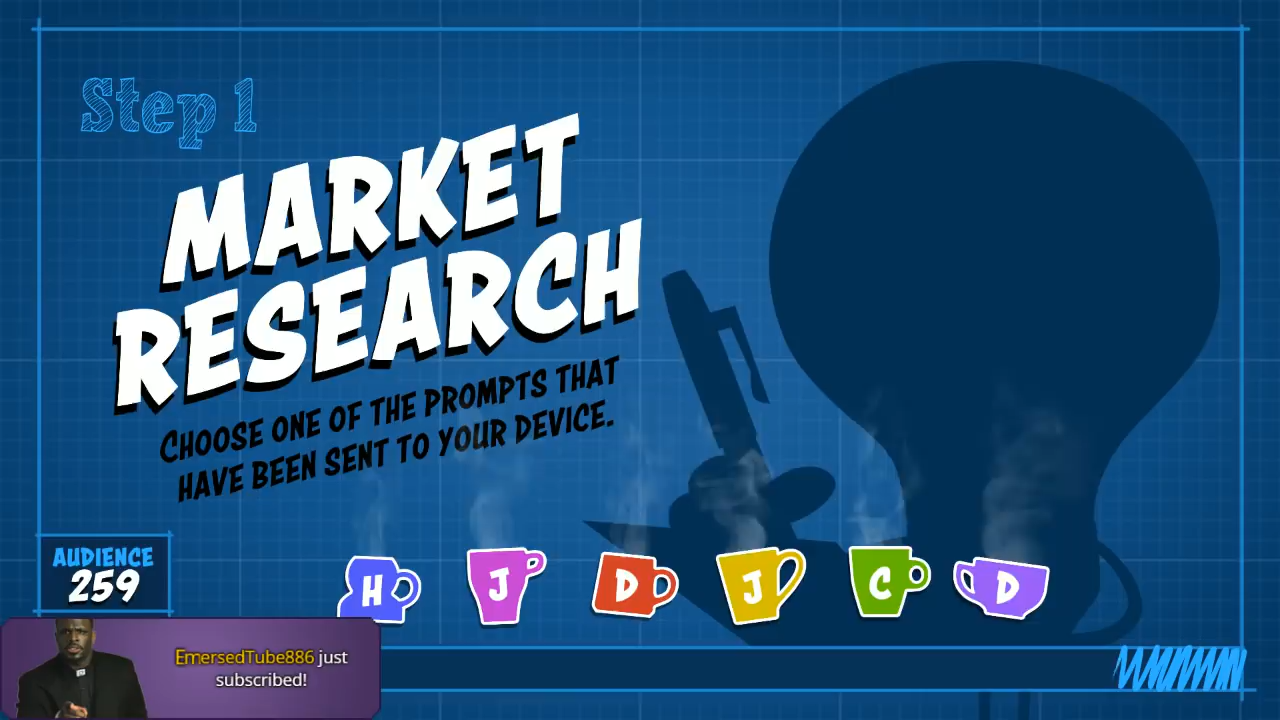 Step 1
MARKET
RESEARCH
CHOOSE ONE OF THE PROMPTS THAT
HAVE BEEN SENT TO YOUR DEVICE.
AUDIENCE
259
H J D J C D
EmersedTube886 just
subscribed!